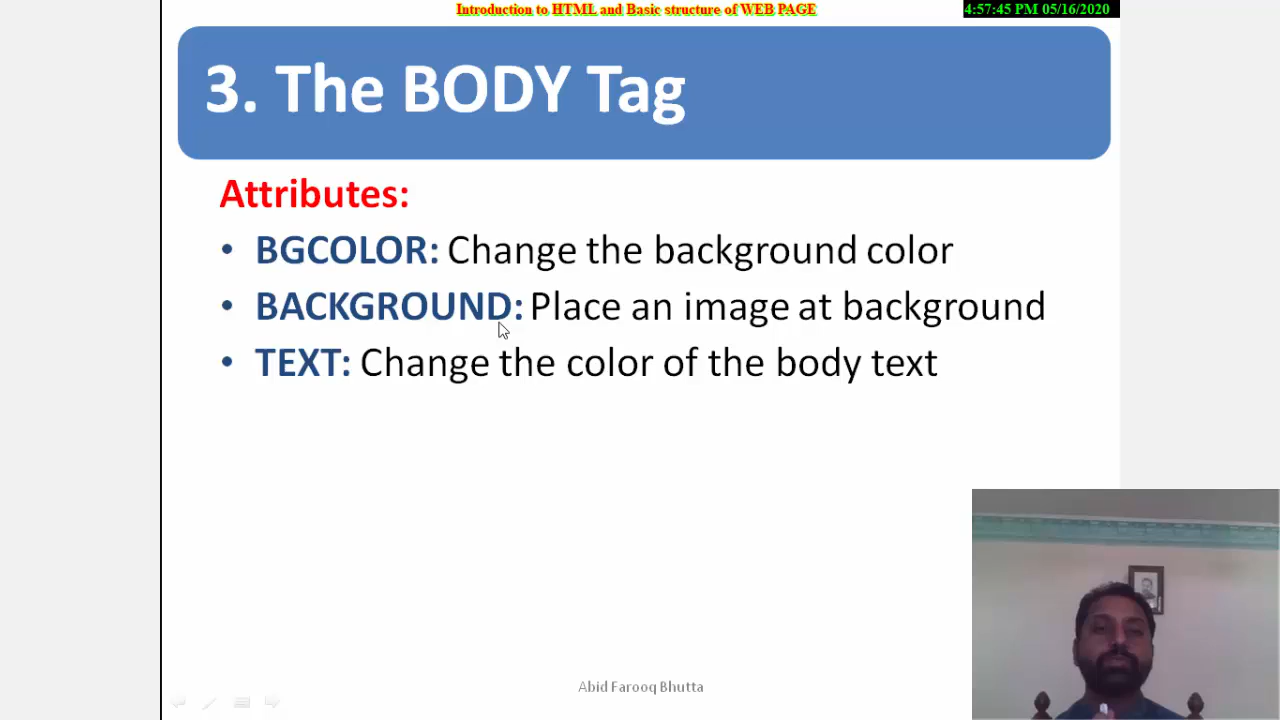 Introduction to HTML and Basic structure of WEB PAGE
4:57:45 PM 05/16/2020
3. The BODY Tag
Attributes:
• BGCOLOR: Change the background color
• BACKGROUND: Place an image at background
• TEXT: Change the color of the body text
Abid Farooq Bhutta